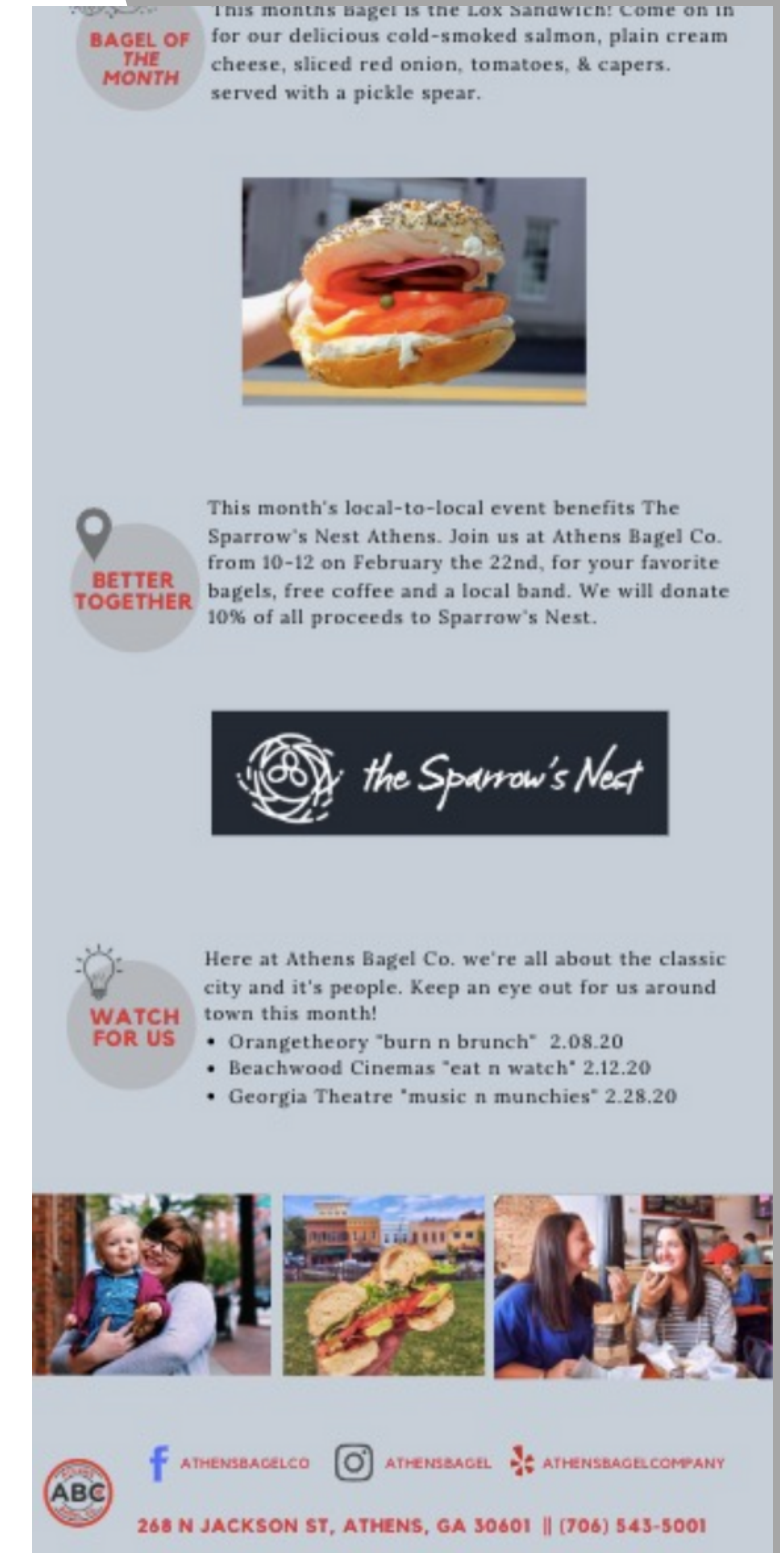 This months Bagel is the Lox Sandwich! Come on in
BAGEL OF
THE
MONTH
for our delicious cold-smoked salmon, plain cream
cheese, sliced red onion, tomatoes, & capers.
served with a pickle spear.
BETTER
TOGETHER
This month's local-to-local event benefits The
Sparrow's Nest Athens. Join us at Athens Bagel Co.
from 10-12 on February the 22nd, for your favorite
bagels, free coffee and a local band. We will donate
10% of all proceeds to Sparrow's Nest.
the Sparrow's Nest
WATCH
FOR US
Here at Athens Bagel Co. we're all about the classic
city and it's people. Keep an eye out for us around
town this month!
• Orangetheory "burn n brunch" 2.08.20
• Beachwood Cinemas "eat n watch" 2.12.20
• Georgia Theatre "music n munchies" 2.28.20
ATHENSBAGELCO
ATHENSBAGEL
ATHENSBAGELCOMPANY
ABC
268 N JACKSON ST, ATHENS, GA 30601 || (706) 543-5001